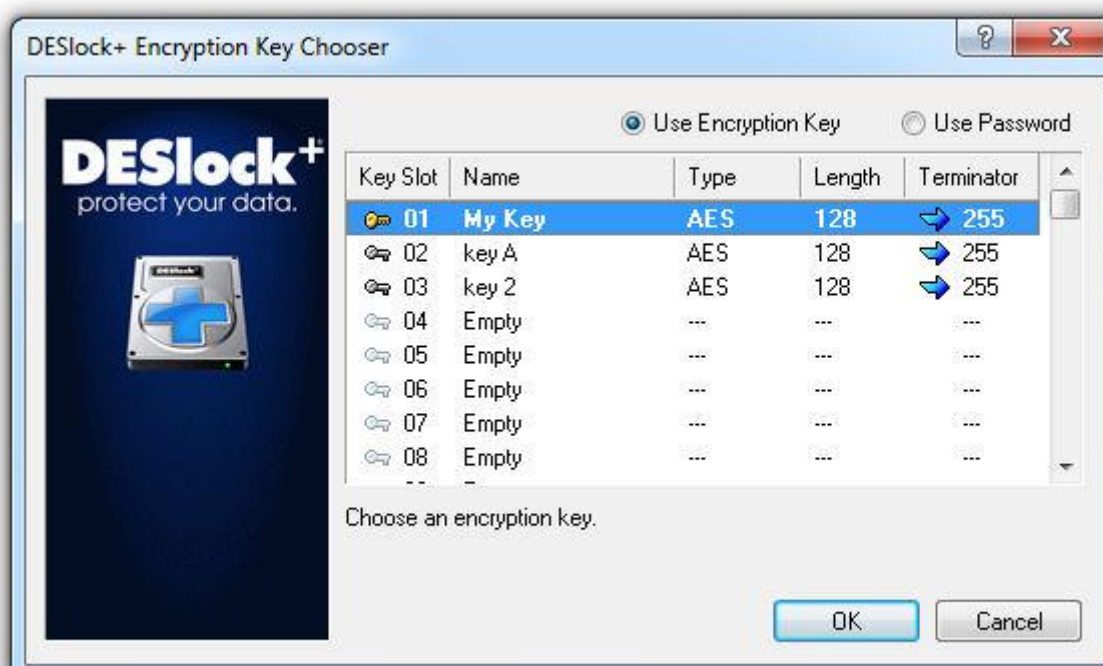 DESlock+ Encryption Key Chooser
DESlock+
protect your data.
Use Encryption Key Use Password
Key Slot Name Type Length Terminator
01 My Key AES 128 255
02 key A AES 128 255
03 key 2 AES 128 255
04 Empty --- --- ---
05 Empty --- --- ---
06 Empty --- --- ---
07 Empty --- --- ---
08 Empty --- --- ---
Choose an encryption key.
OK Cancel